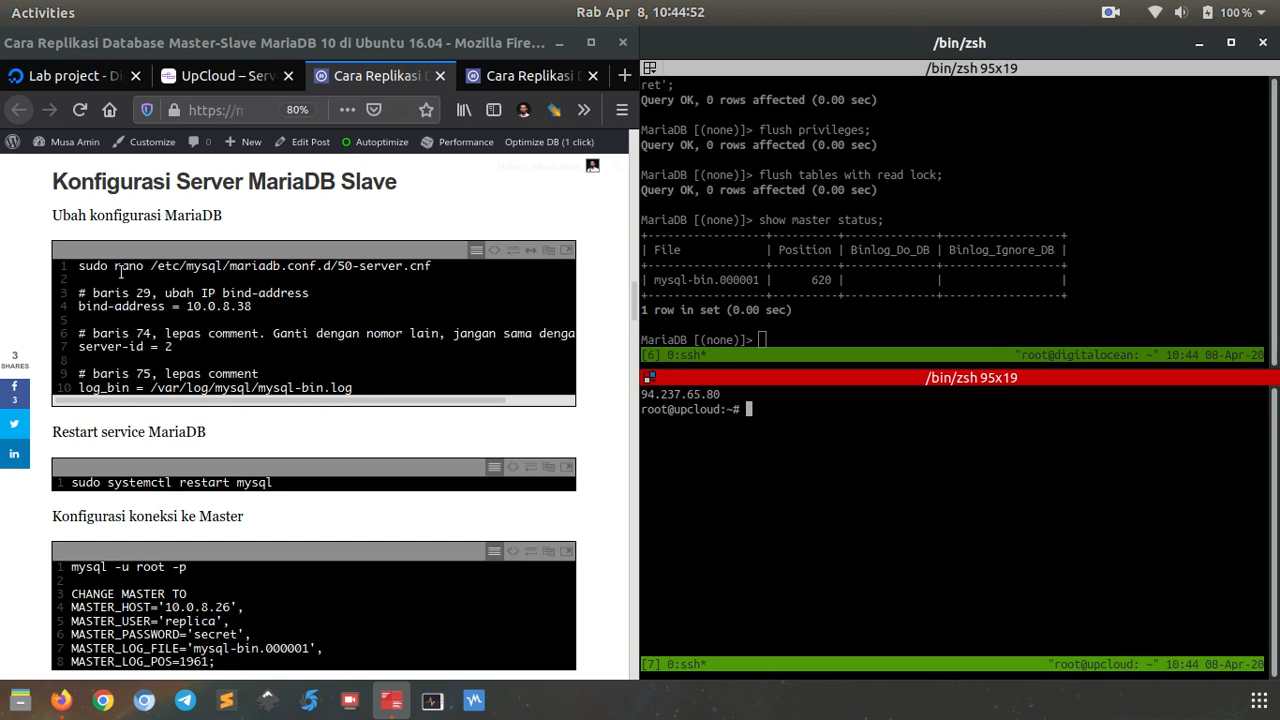 Activities
Rab Apr 8, 10:44:52
100 %
Cara Replikasi Database Master-Slave MariaDB 10 di Ubuntu 16.04 - Mozilla Fire...
Lab project - Di
UpCloud – Serv
Cara Replikasi D
Cara Replikasi D
https://m
80%
Musa Amin
Customize
0
New
Edit Post
Autoptimize
Performance
Optimize DB (1 click)
Konfigurasi Server MariaDB Slave
Ubah konfigurasi MariaDB
1 sudo nano /etc/mysql/mariadb.conf.d/50-server.cnf
2
3 # baris 29, ubah IP bind-address
4 bind-address = 10.0.8.38
5
6 # baris 74, lepas comment. Ganti dengan nomor lain, jangan sama denga
7 server-id = 2
8
9 # baris 75, lepas comment
10 log_bin = /var/log/mysql/mysql-bin.log
3
SHARES
3
Restart service MariaDB
1 sudo systemctl restart mysql
Konfigurasi koneksi ke Master
1 mysql -u root -p
2
3 CHANGE MASTER TO
4 MASTER_HOST='10.0.8.26',
5 MASTER_USER='replica',
6 MASTER_PASSWORD='secret',
7 MASTER_LOG_FILE='mysql-bin.000001',
8 MASTER_LOG_POS=1961;
/bin/zsh
/bin/zsh 95x19
ret';
Query OK, 0 rows affected (0.00 sec)
MariaDB [(none)]> flush privileges;
Query OK, 0 rows affected (0.00 sec)
MariaDB [(none)]> flush tables with read lock;
Query OK, 0 rows affected (0.00 sec)
MariaDB [(none)]> show master status;
+------------------+----------+--------------+------------------+
| File             | Position | Binlog_Do_DB | Binlog_Ignore_DB |
+------------------+----------+--------------+------------------+
| mysql-bin.000001 |      620 |              |                  |
+------------------+----------+--------------+------------------+
1 row in set (0.00 sec)
MariaDB [(none)]>
[6] 0:ssh* "root@digitalocean: ~" 10:44 08-Apr-20
/bin/zsh 95x19
94.237.65.80
root@upcloud:~#
[7] 0:ssh* "root@upcloud: ~" 10:44 08-Apr-20